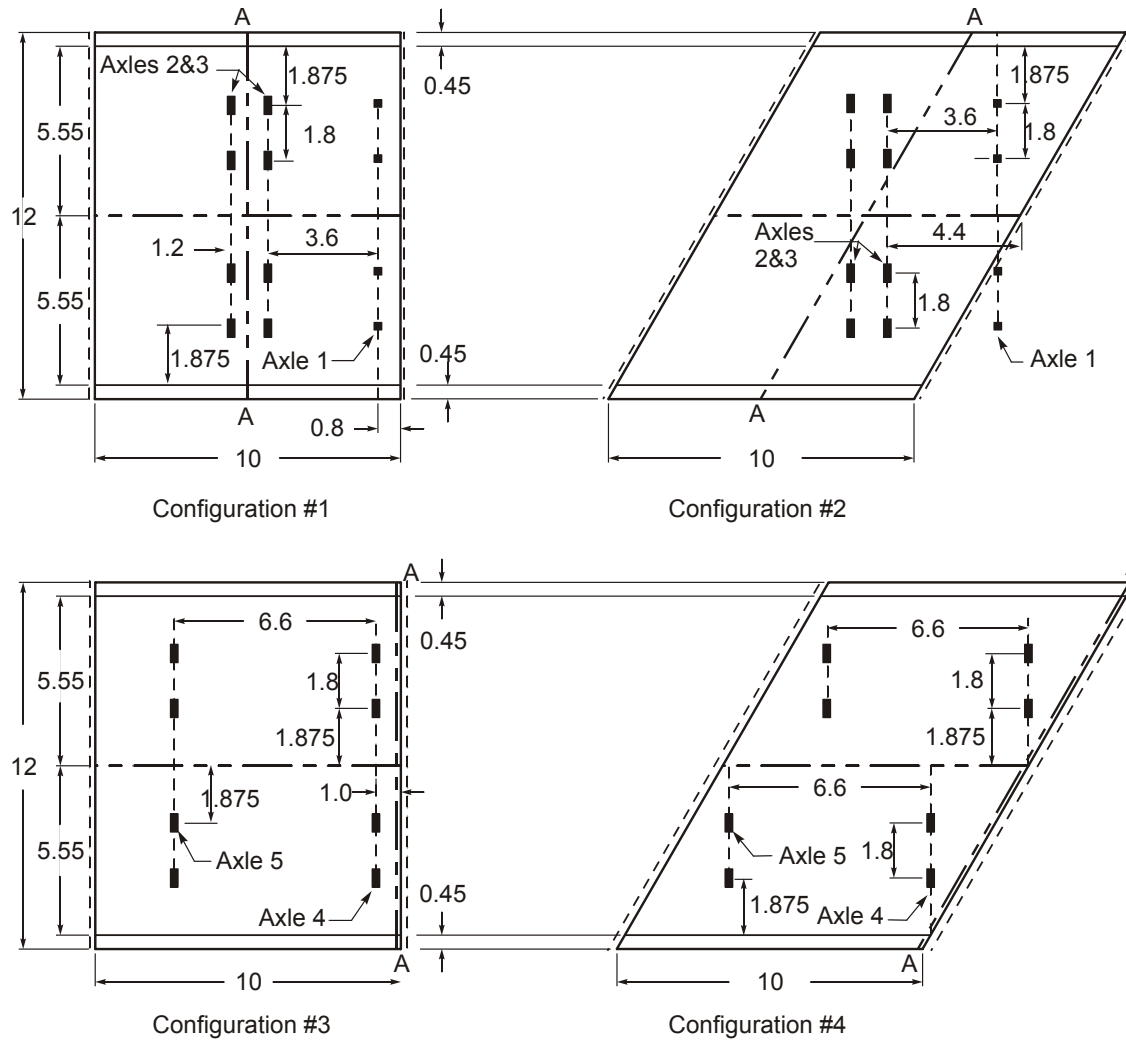 A
A
Axles 2&3
1.875
0.45
1.875
5.55
1.8
3.6
1.8
12
1.2
3.6
Axles
2&3
4.4
5.55
1.8
1.875
Axle 1
0.45
Axle 1
A
A
0.8
10
10
Configuration #1
Configuration #2
A
6.6
0.45
6.6
5.55
1.8
1.8
1.875
1.875
12
1.875
1.0
6.6
5.55
Axle 5
Axle 5
1.8
Axle 4
0.45
1.875
Axle 4
A
A
10
10
Configuration #3
Configuration #4